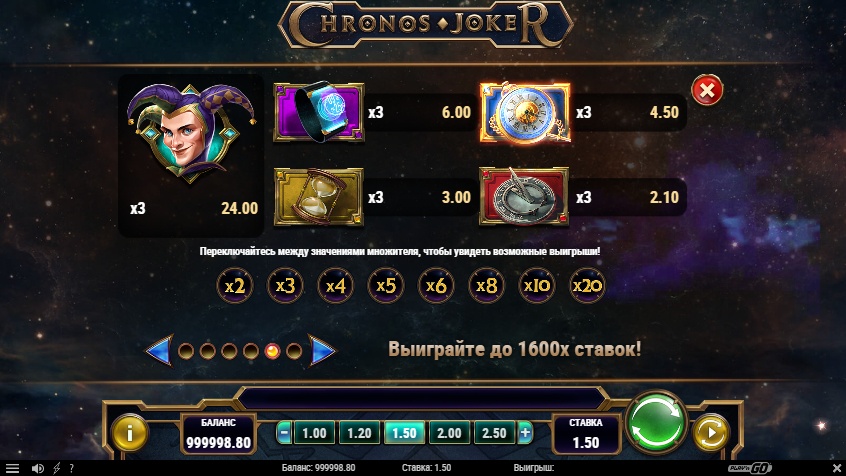 CHRONOS JOKER
x3 6.00
x3 4.50
x3 24.00
x3 3.00
x3 2.10
Переключайтесь между значениями множителя, чтобы увидеть возможные выигрыши!
x2 x3 x4 x5 x6 x8 x10 x20
Выиграйте до 1600x ставок!
БАЛАНС
999998.80
- 1.00 1.20 1.50 2.00 2.50 +
СТАВКА
1.50
Баланс: 999998.80 Ставка: 1.50 Выигрыш:
PLAY'N GO